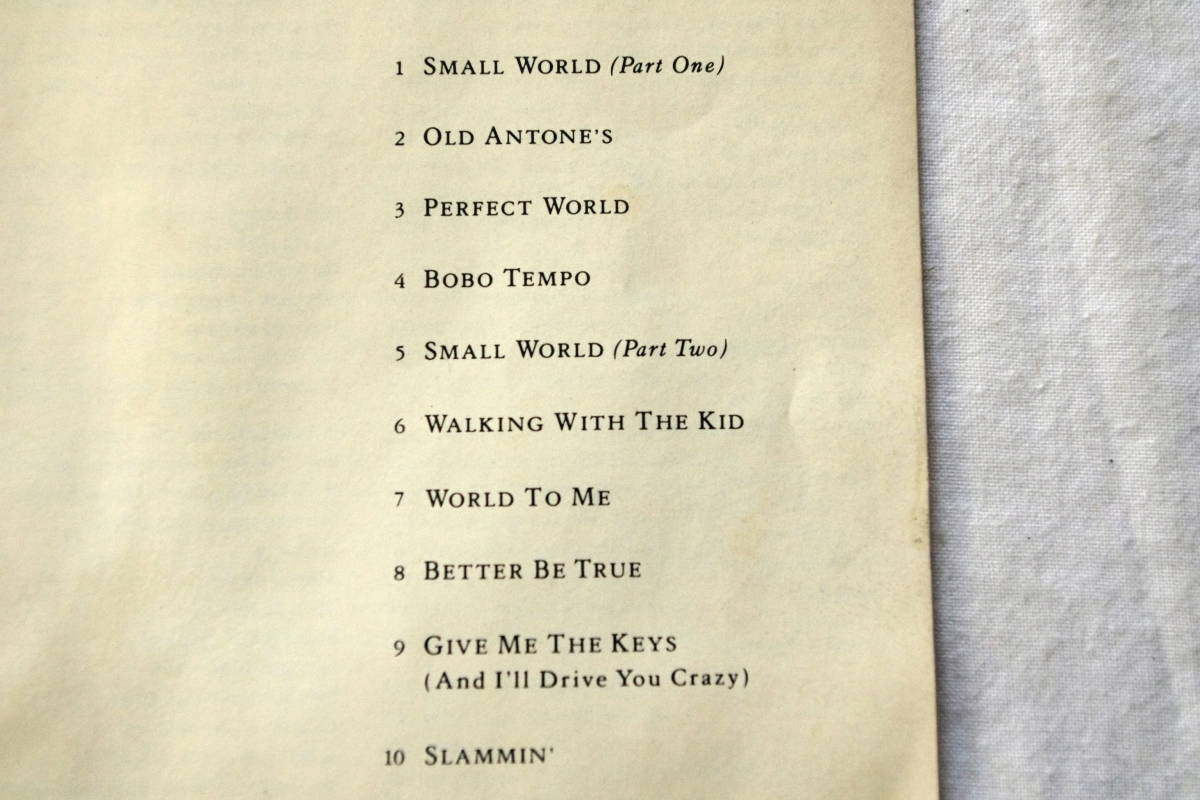 1 SMALL WORLD (Part One)
2 OLD ANTONE'S
3 PERFECT WORLD
4 BOBO TEMPO
5 SMALL WORLD (Part Two)
6 WALKING WITH THE KID
7 WORLD TO ME
8 BETTER BE TRUE
9 GIVE ME THE KEYS
(And I'll Drive You Crazy)
10 SLAMMIN'